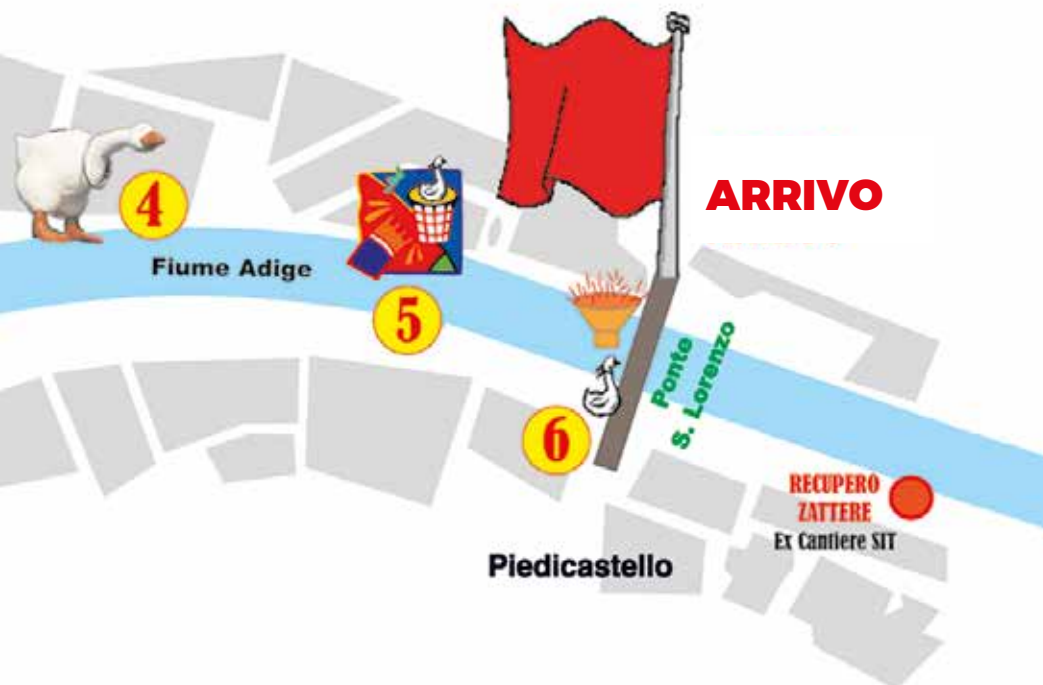 ARRIVO
4
Fiume Adige
5
Ponte
S. Lorenzo
6
RECUPERO
ZATTERE
Ex Cantiere SIT
Piedicastello